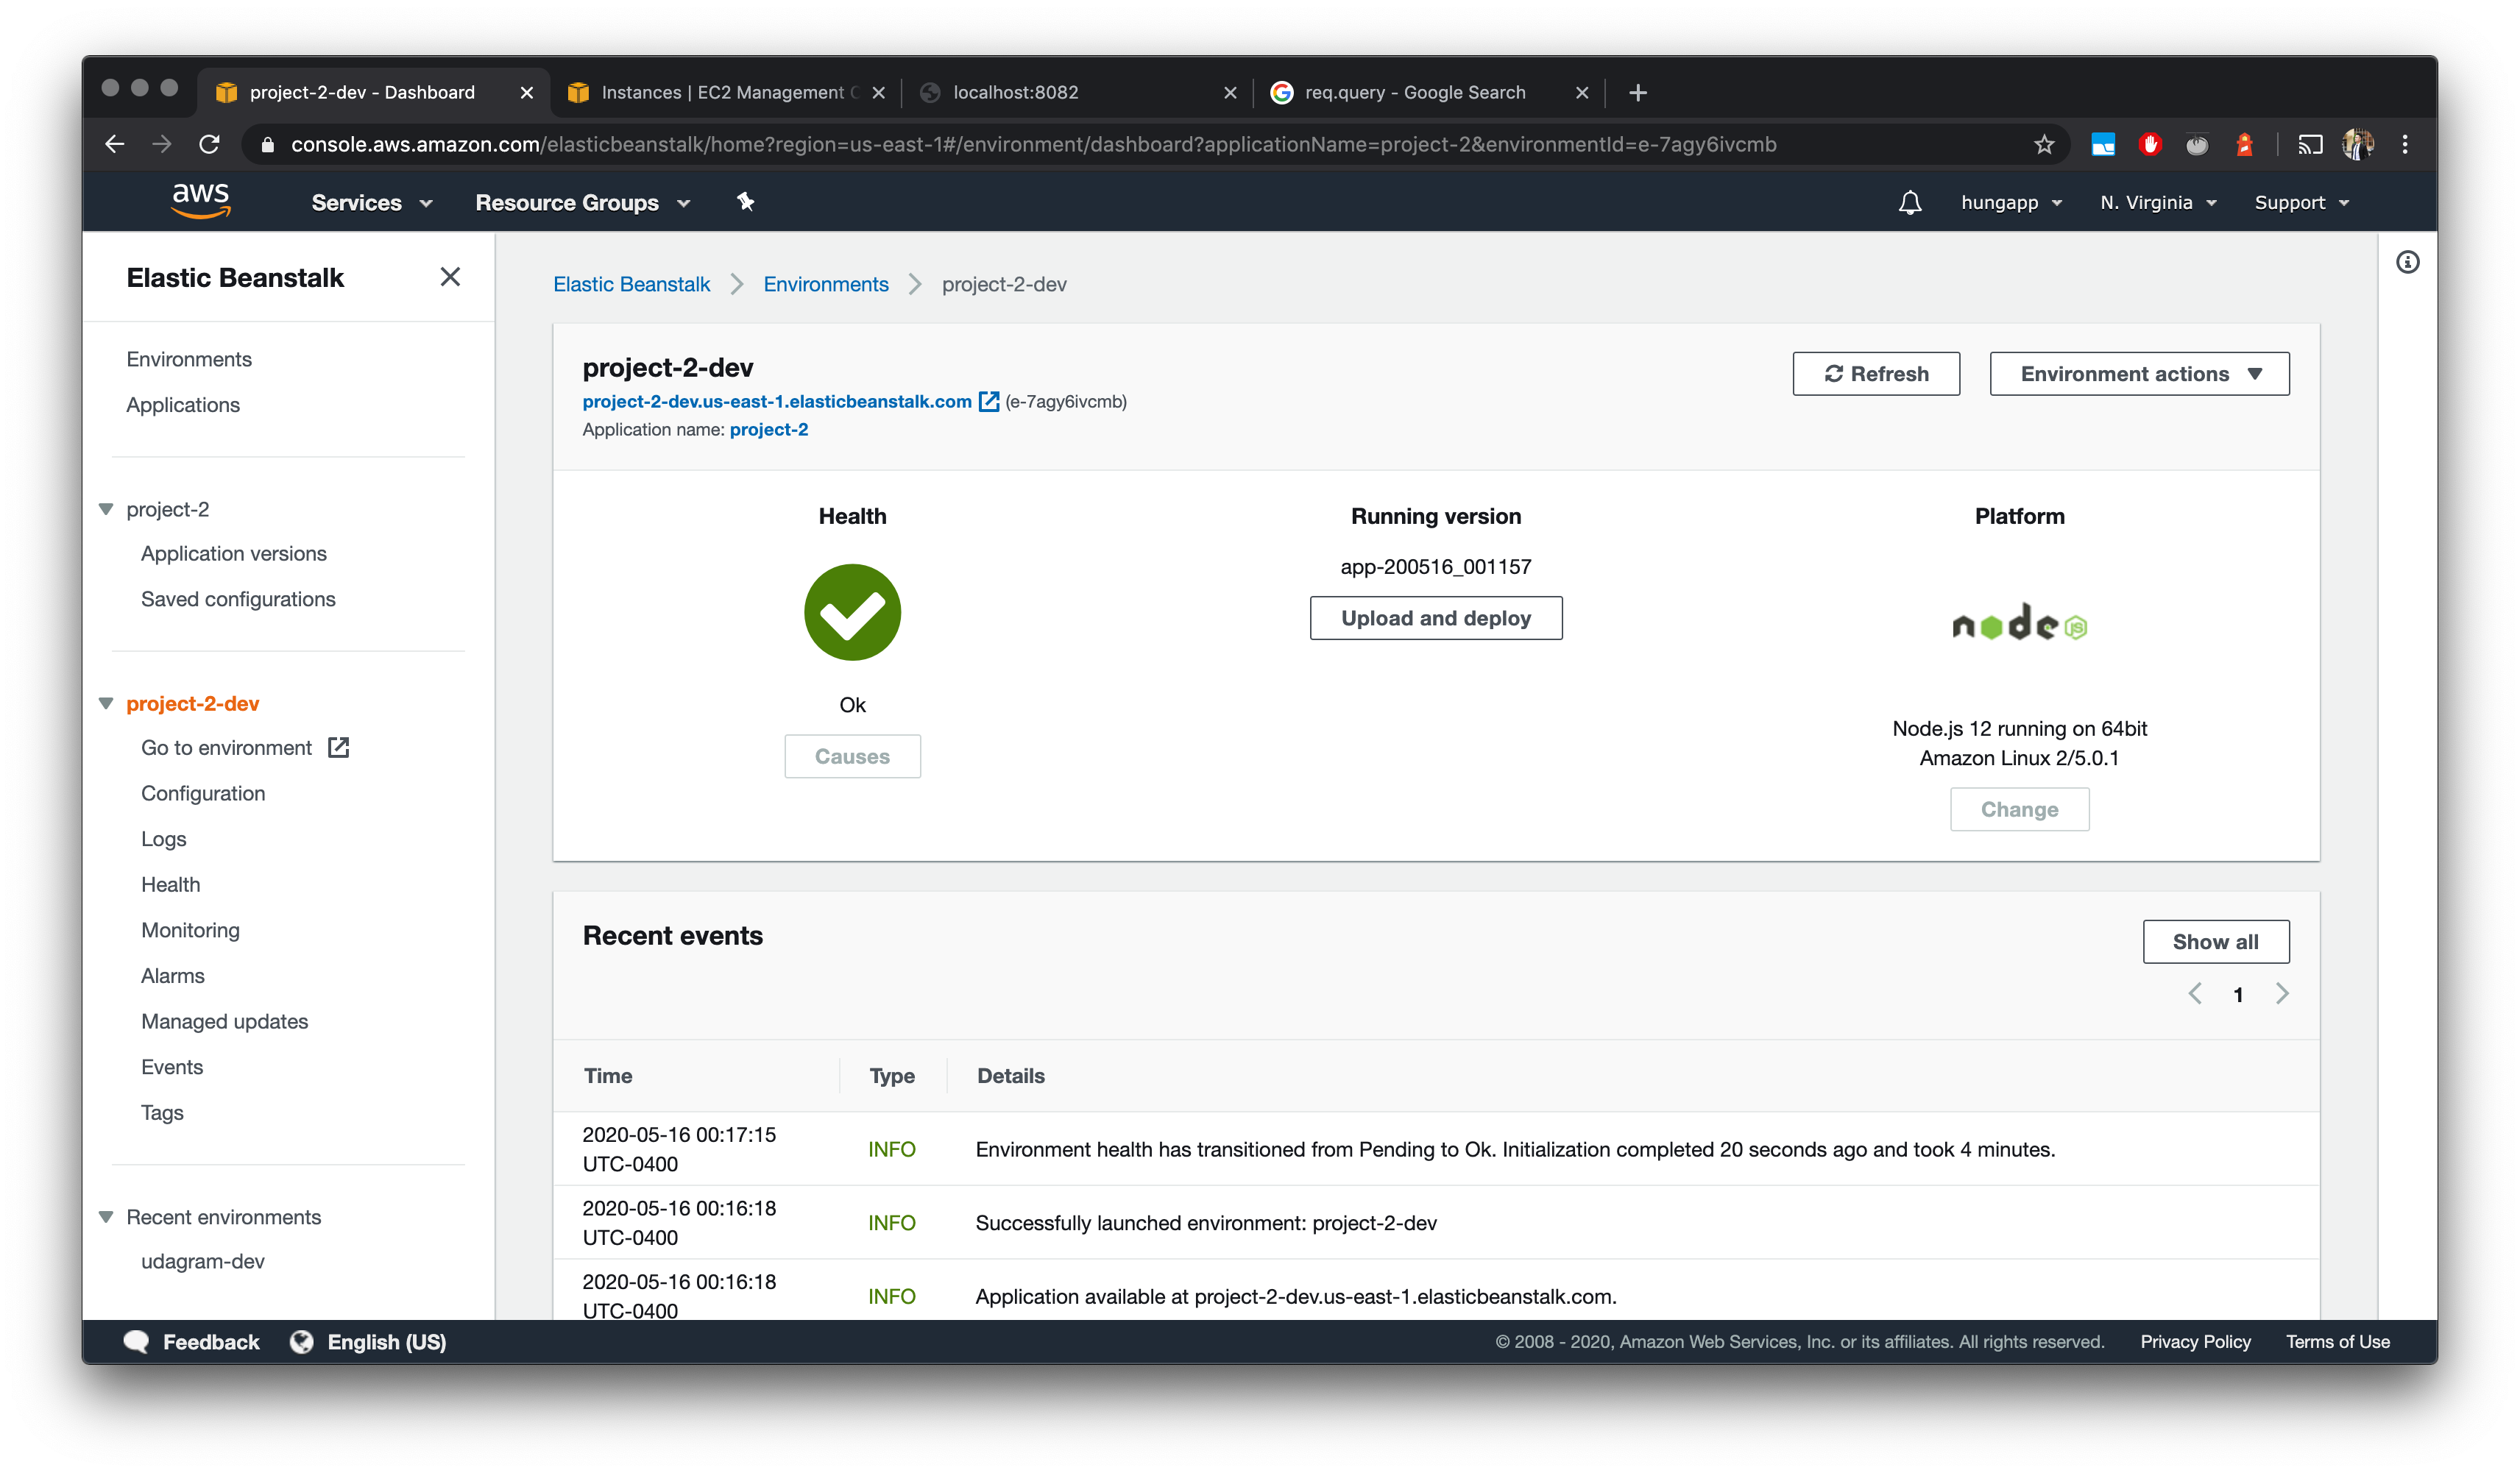 project-2-dev - Dashboard
Instances | EC2 Management C
localhost:8082
req.query - Google Search
console.aws.amazon.com/elasticbeanstalk/home?region=us-east-1#/environment/dashboard?applicationName=project-2&environmentId=e-7agy6ivcmb
aws
Services
Resource Groups
hungapp
N. Virginia
Support
Elastic Beanstalk
Environments
Applications
project-2
Application versions
Saved configurations
project-2-dev
Go to environment
Configuration
Logs
Health
Monitoring
Alarms
Managed updates
Events
Tags
Recent environments
udagram-dev
Elastic Beanstalk
Environments
project-2-dev
project-2-dev
project-2-dev.us-east-1.elasticbeanstalk.com (e-7agy6ivcmb)
Application name: project-2
Refresh
Environment actions
Health
Ok
Causes
Running version
app-200516_001157
Upload and deploy
Platform
node JS
Node.js 12 running on 64bit
Amazon Linux 2/5.0.1
Change
Recent events
Show all
1
Time Type Details
2020-05-16 00:17:15
UTC-0400
INFO
Environment health has transitioned from Pending to Ok. Initialization completed 20 seconds ago and took 4 minutes.
2020-05-16 00:16:18
UTC-0400
INFO
Successfully launched environment: project-2-dev
2020-05-16 00:16:18
UTC-0400
INFO
Application available at project-2-dev.us-east-1.elasticbeanstalk.com.
Feedback
English (US)
© 2008 - 2020, Amazon Web Services, Inc. or its affiliates. All rights reserved.
Privacy Policy
Terms of Use